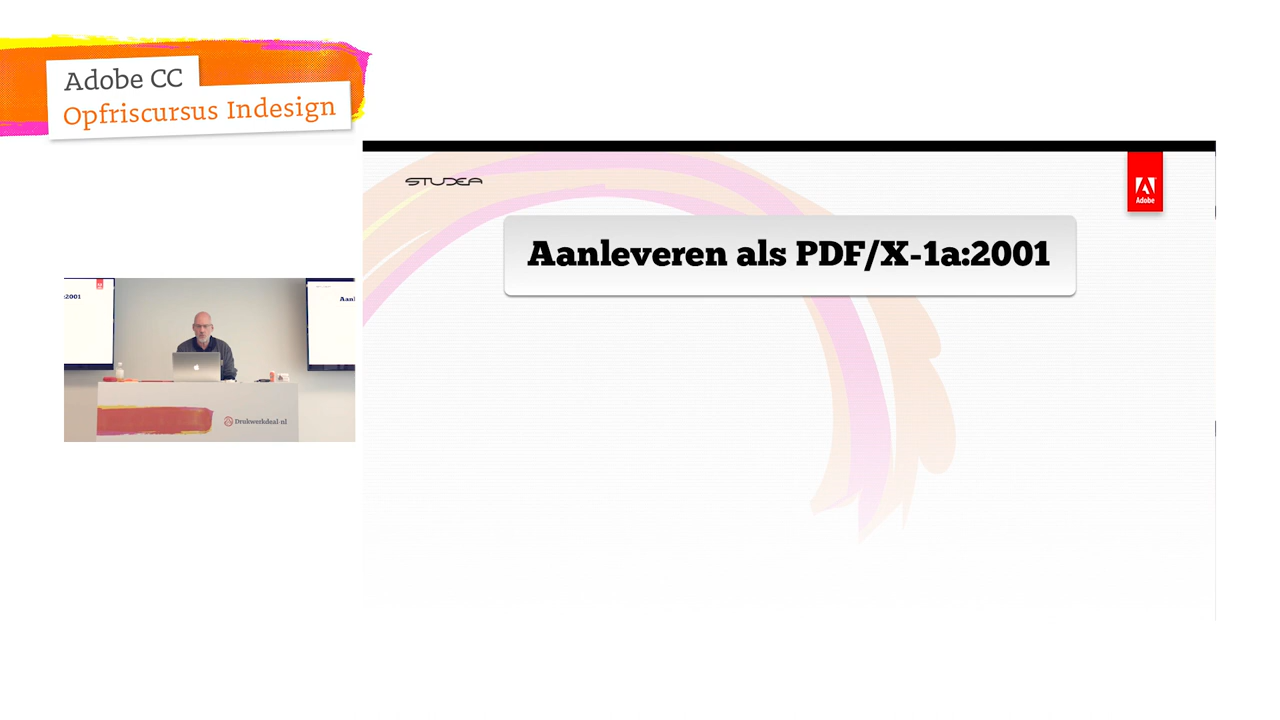 Adobe CC
Opfriscursus Indesign
STUDEA
Adobe
Aanleveren als PDF/X-1a:2001
:2001
Aanl
Drukwerkdeal.nl